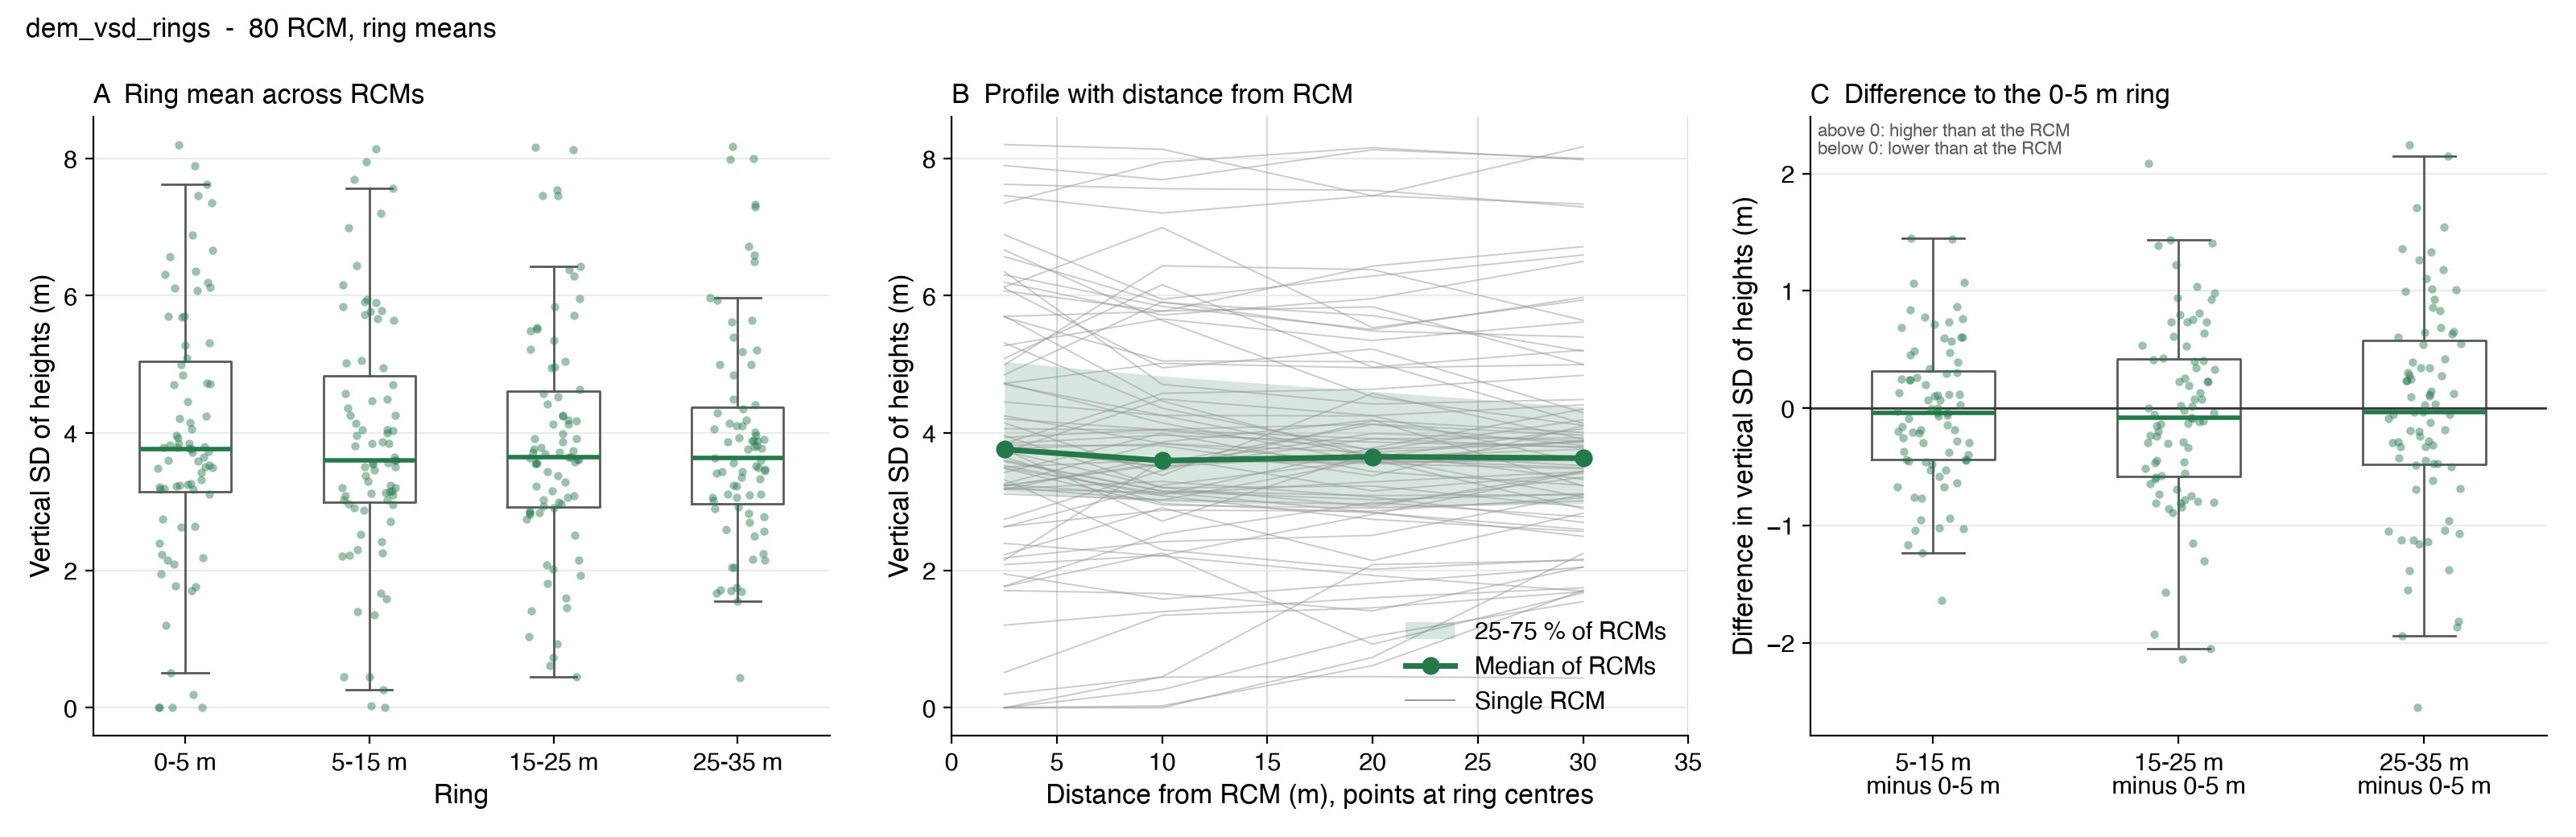 dem_vsd_rings  -  80 RCM, ring means
A  Ring mean across RCMs
Vertical SD of heights (m)
8
6
4
2
0
0-5 m
5-15 m
15-25 m
25-35 m
Ring
B  Profile with distance from RCM
Vertical SD of heights (m)
8
6
4
2
0
25-75 % of RCMs
Median of RCMs
Single RCM
0
5
10
15
20
25
30
35
Distance from RCM (m), points at ring centres
C  Difference to the 0-5 m ring
above 0: higher than at the RCM
below 0: lower than at the RCM
Difference in vertical SD of heights (m)
2
1
0
−1
−2
5-15 m
minus 0-5 m
15-25 m
minus 0-5 m
25-35 m
minus 0-5 m